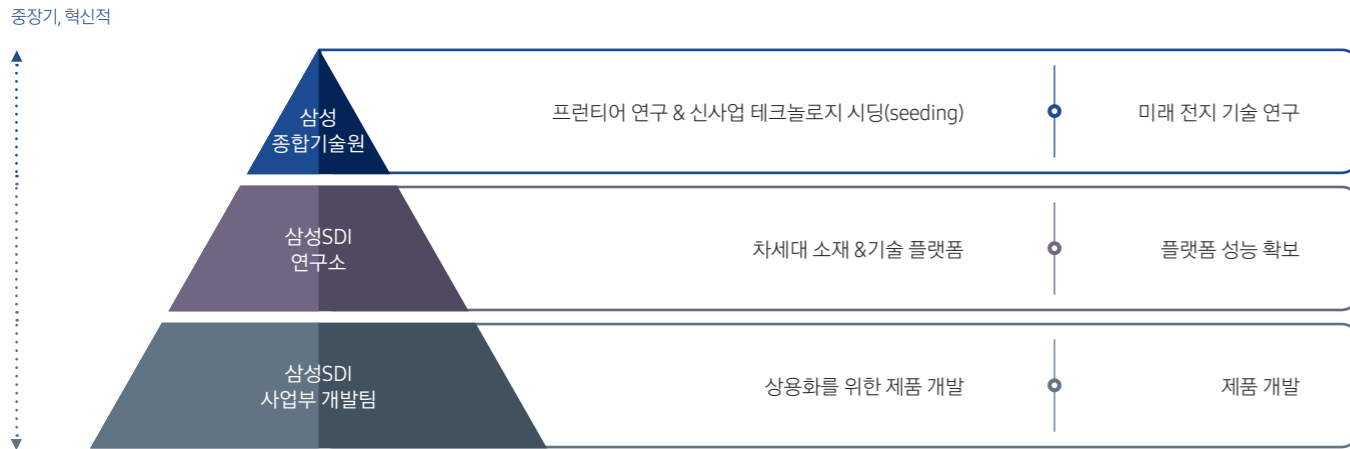 중장기, 혁신적
삼성
종합기술원
프런티어 연구 & 신사업 테크놀로지 시딩(seeding)
미래 전지 기술 연구
삼성SDI
연구소
차세대 소재 &기술 플랫폼
플랫폼 성능 확보
삼성SDI
사업부 개발팀
상용화를 위한 제품 개발
제품 개발